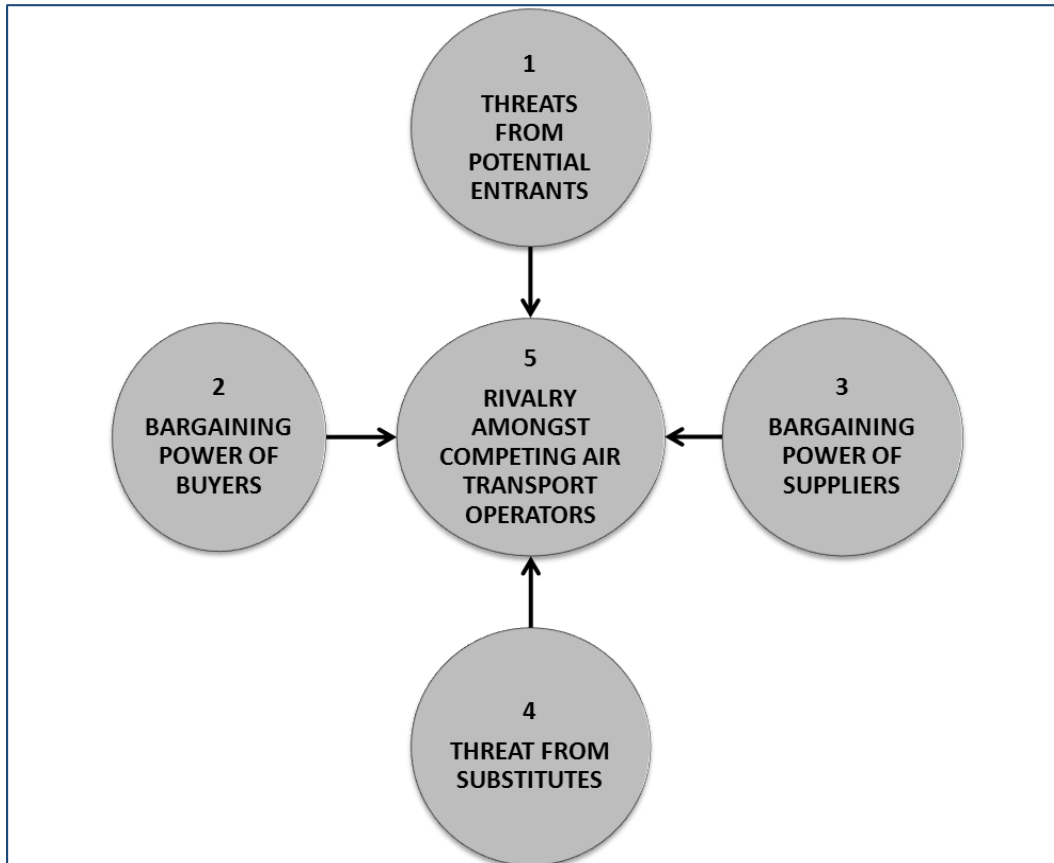 1
THREATS
FROM
POTENTIAL
ENTRANTS
2
BARGAINING
POWER OF
BUYERS
5
RIVALRY
AMONGST
COMPETING AIR
TRANSPORT
OPERATORS
3
BARGAINING
POWER OF
SUPPLIERS
4
THREAT FROM
SUBSTITUTES